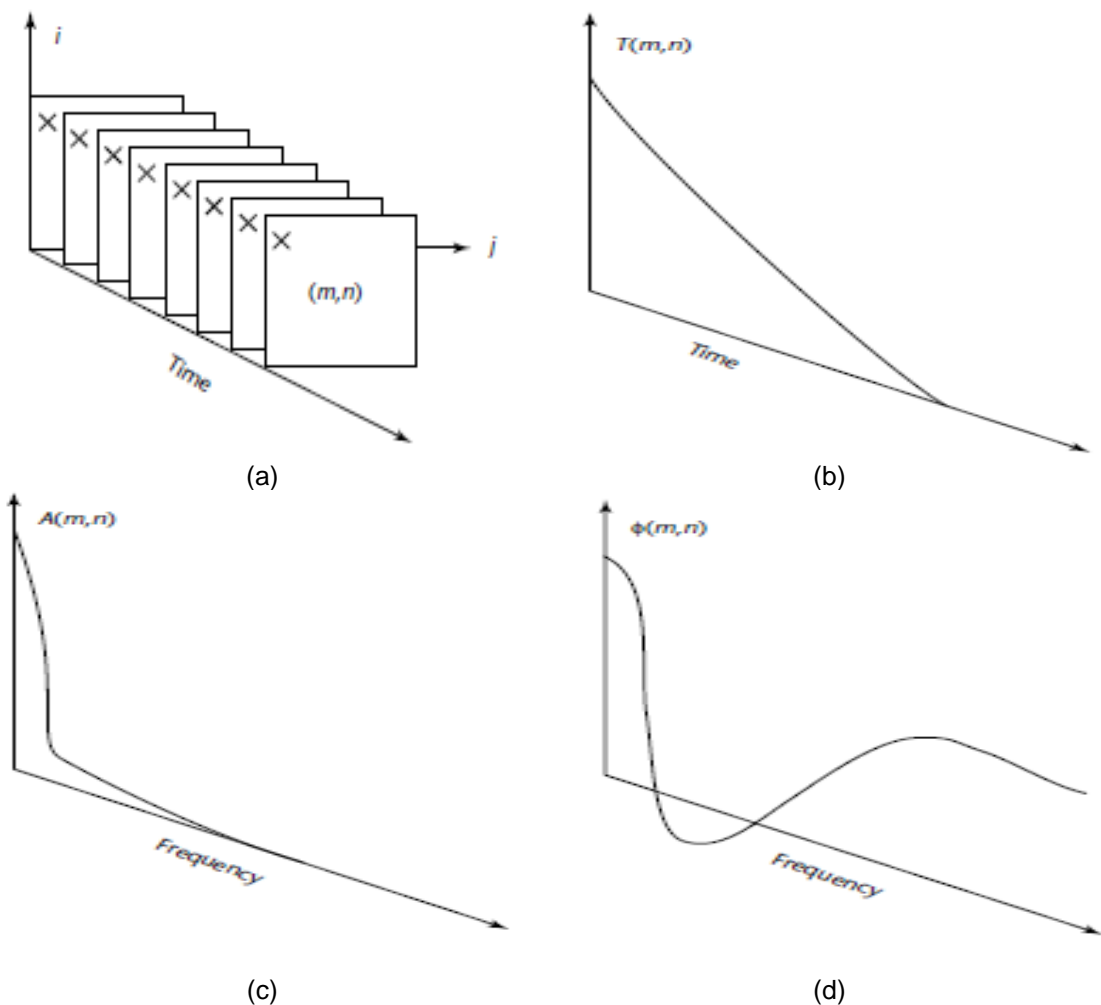 i
j
(m,n)
Time
(a)
T(m,n)
Time
(b)
A(m,n)
Frequency
(c)
ϕ(m,n)
Frequency
(d)